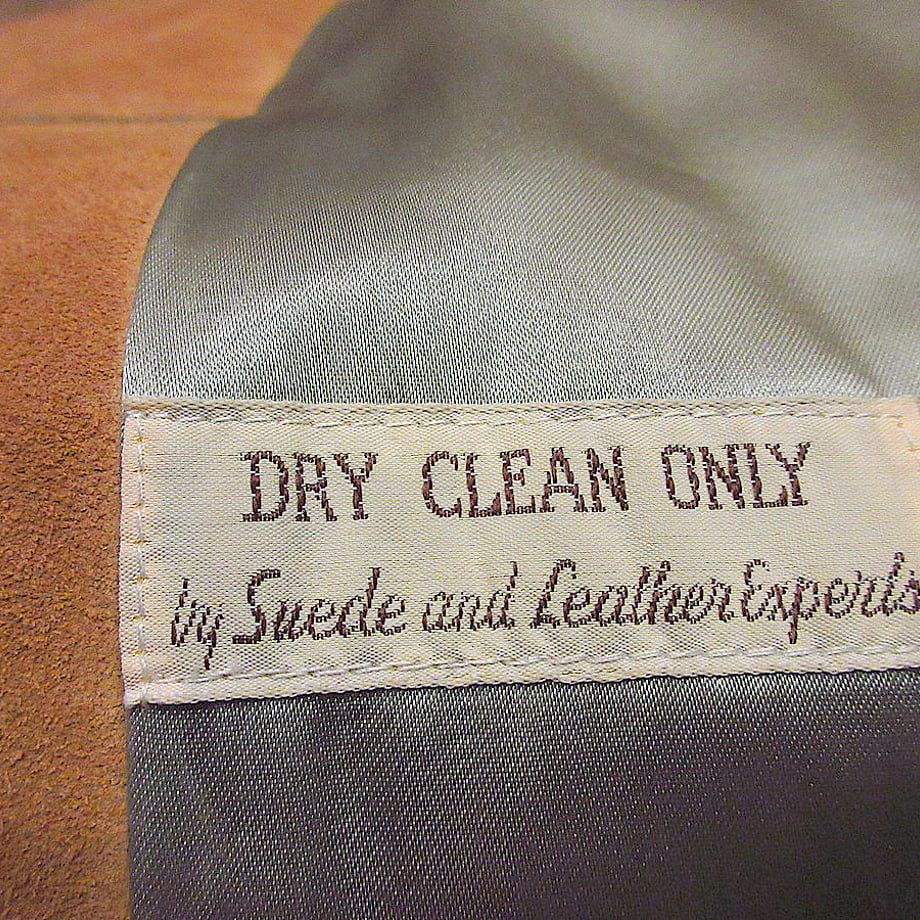 DRY CLEAN ONLY
by Suede and Leather Experts